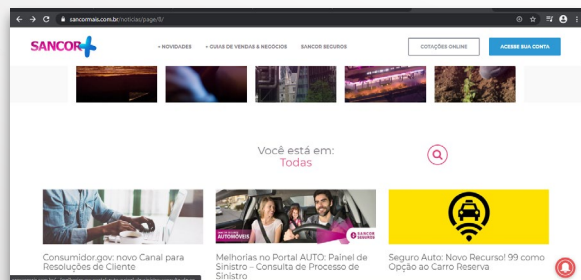 sancormais.com.br/noticias/page/8/
SANCOR+
+ NOVIDADES
+ GUIAS DE VENDAS & NEGÓCIOS
SANCOR SEGUROS
COTAÇÕES ONLINE
ACESSE SUA CONTA
Você está em:
Todas
AUTOMÓVEIS
SANCOR
SEGUROS
Consumidor.gov: novo Canal para
Resoluções de Cliente
Melhorias no Portal AUTO: Painel de
Sinistro – Consulta de Processo de
Sinistro
Seguro Auto: Novo Recurso! 99 como
Opção ao Carro Reserva